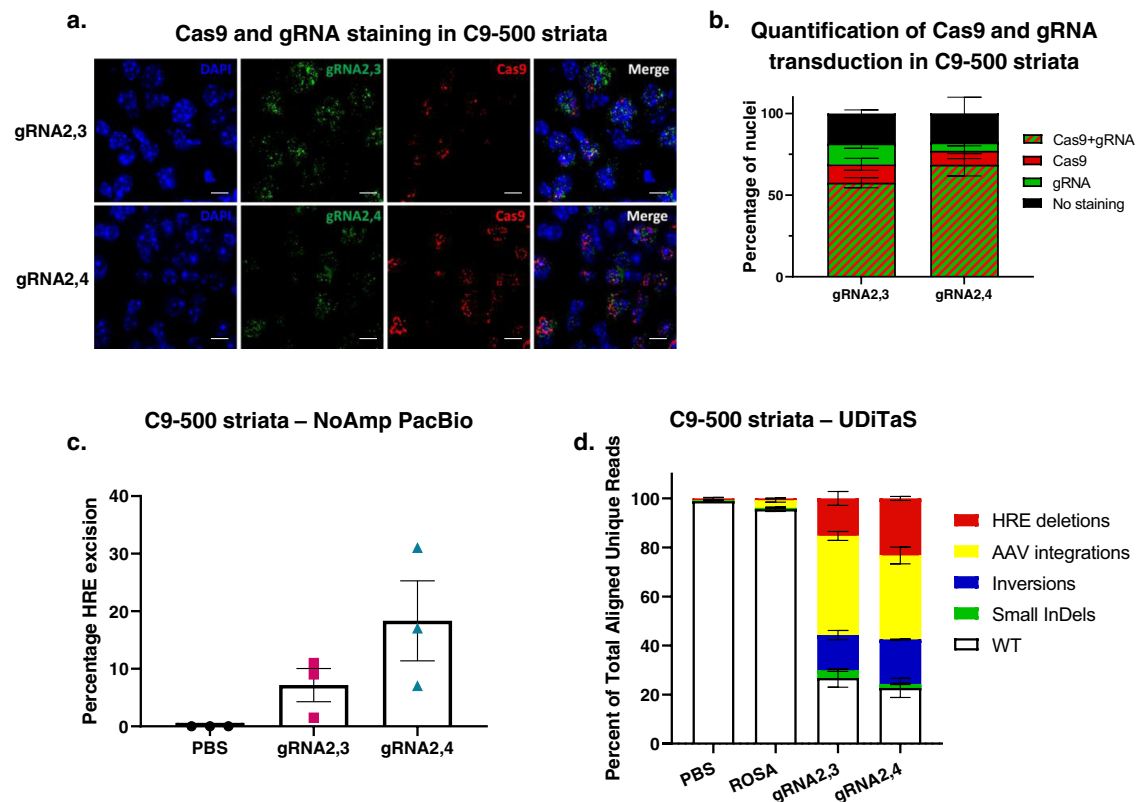 a.
Cas9 and gRNA staining in C9-500 striata
DAPI
gRNA2,3
Cas9
Merge
gRNA2,3
DAPI
gRNA2,4
Cas9
Merge
gRNA2,4
b.
Quantification of Cas9 and gRNA
transduction in C9-500 striata
Percentage of nuclei
100
50
0
gRNA2,3
gRNA2,4
Cas9+gRNA
Cas9
gRNA
No staining
C9-500 striata – NoAmp PacBio
c.
Percentage HRE excision
40
30
20
10
0
PBS
gRNA2,3
gRNA2,4
C9-500 striata – UDiTaS
d.
Percent of Total Aligned Unique Reads
100
80
60
40
20
0
PBS
ROSA
gRNA2,3
gRNA2,4
HRE deletions
AAV integrations
Inversions
Small InDels
WT